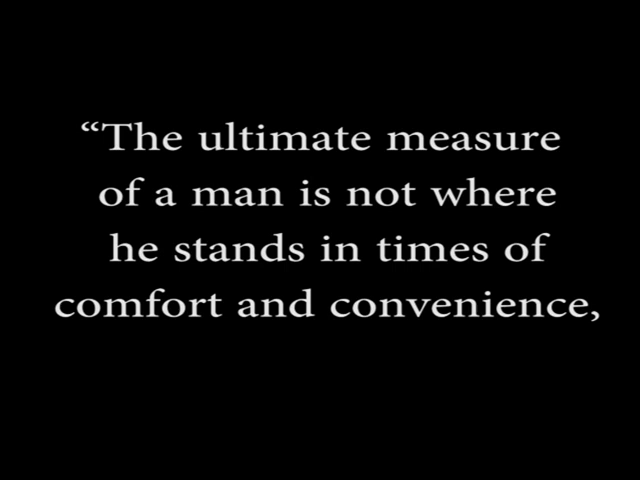 “The ultimate measure
of a man is not where
he stands in times of
comfort and convenience,